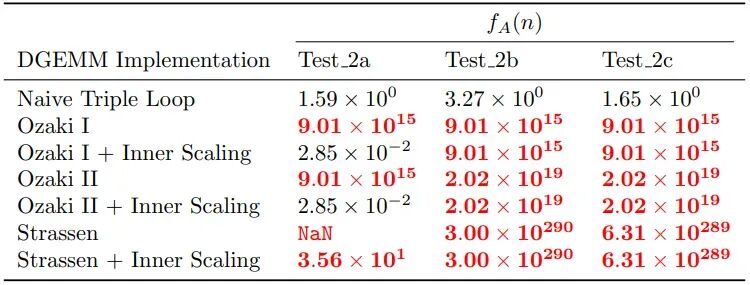 f_A(n)
DGEMM Implementation Test_2a Test_2b Test_2c
Naive Triple Loop 1.59 × 10^0 3.27 × 10^0 1.65 × 10^0
Ozaki I 9.01 × 10^15 9.01 × 10^15 9.01 × 10^15
Ozaki I + Inner Scaling 2.85 × 10^−2 9.01 × 10^15 9.01 × 10^15
Ozaki II 9.01 × 10^15 2.02 × 10^19 2.02 × 10^19
Ozaki II + Inner Scaling 2.85 × 10^−2 2.02 × 10^19 2.02 × 10^19
Strassen NaN 3.00 × 10^290 6.31 × 10^289
Strassen + Inner Scaling 3.56 × 10^1 3.00 × 10^290 6.31 × 10^289